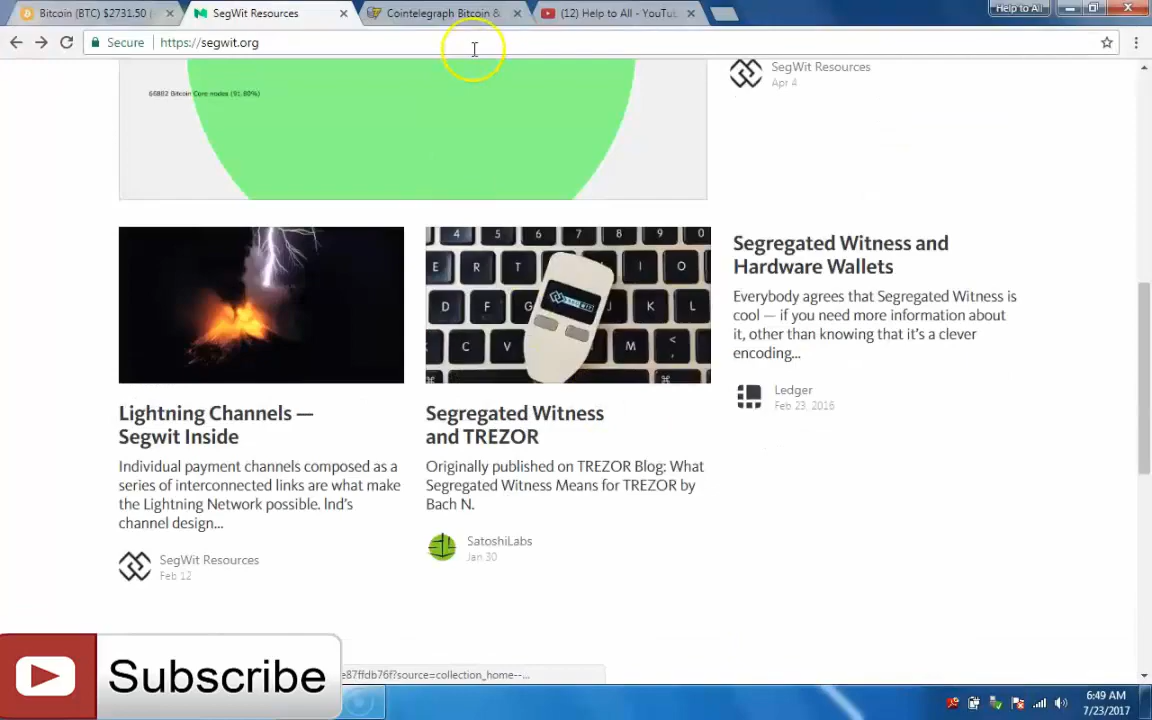 Bitcoin (BTC) $2731.50
SegWit Resources
Cointelegraph Bitcoin &
(12) Help to All - YouTu
Help to All
Secure
https://segwit.org
66882 Bitcoin Core nodes (91.80%)
SegWit Resources
Apr 4
Lightning Channels —
Segwit Inside
Individual payment channels composed as a
series of interconnected links are what make
the Lightning Network possible. lnd's
channel design...
SegWit Resources
Feb 12
Segregated Witness
and TREZOR
Originally published on TREZOR Blog: What
Segregated Witness Means for TREZOR by
Bach N.
SatoshiLabs
Jan 30
Segregated Witness and
Hardware Wallets
Everybody agrees that Segregated Witness is
cool — if you need more information about
it, other than knowing that it's a clever
encoding...
Ledger
Feb 23, 2016
Subscribe
e87ffdb76f?source=collection_home--...
6:49 AM
7/23/2017